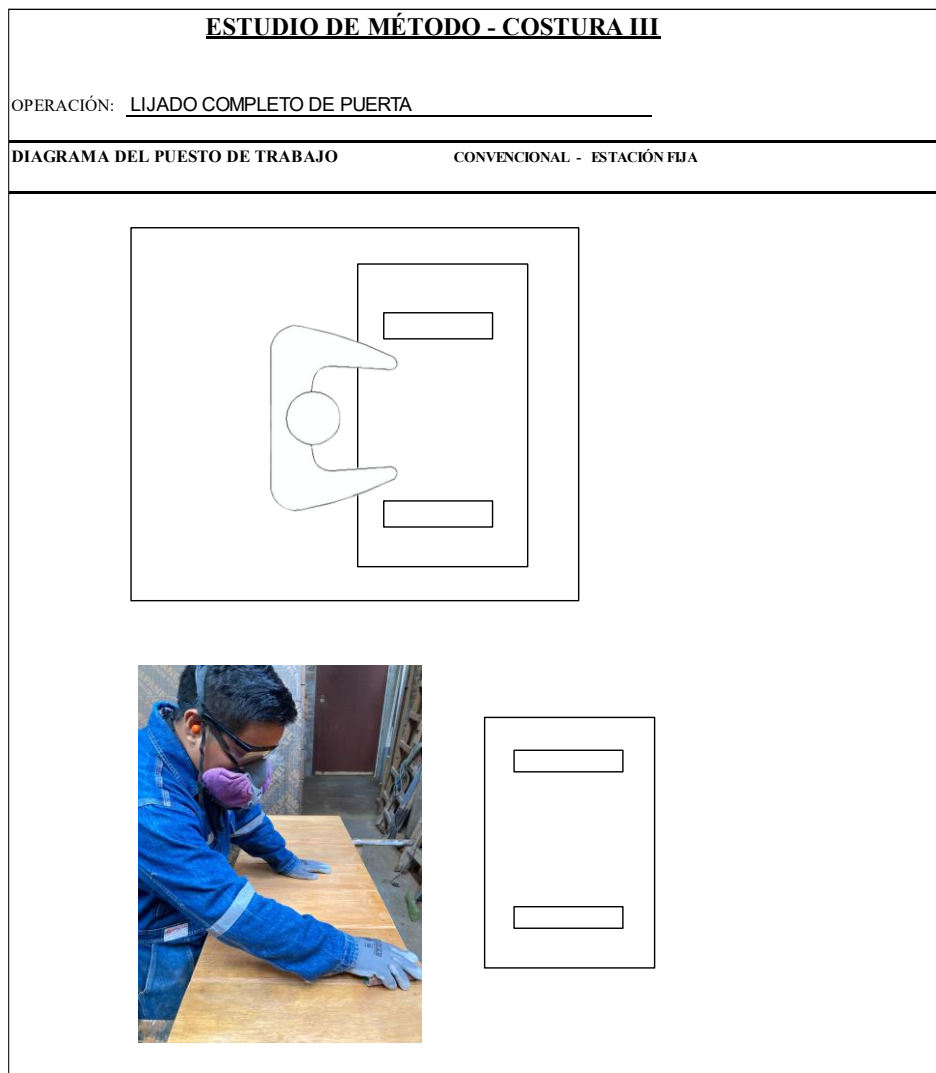 ESTUDIO DE MÉTODO - COSTURA III
OPERACIÓN: LIJADO COMPLETO DE PUERTA
DIAGRAMA DEL PUESTO DE TRABAJO CONVENCIONAL - ESTACIÓN FIJA